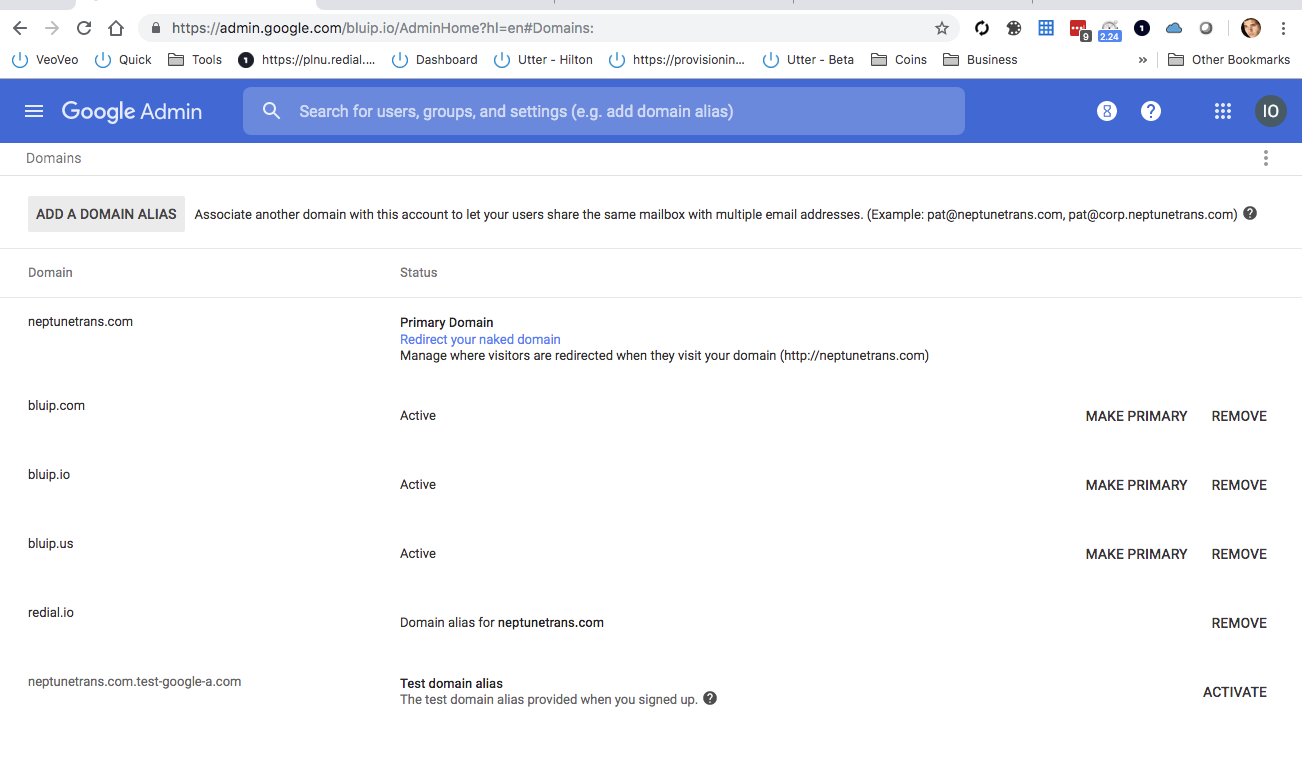 https://admin.google.com/bluip.io/AdminHome?hl=en#Domains:
9
2.24
1
VeoVeo Quick Tools 1 https://plnu.redial.... Dashboard Utter - Hilton https://provisionin... Utter - Beta Coins Business » Other Bookmarks
Google Admin Search for users, groups, and settings (e.g. add domain alias) 8 ? IO
Domains
ADD A DOMAIN ALIAS Associate another domain with this account to let your users share the same mailbox with multiple email addresses. (Example: pat@neptunetrans.com, pat@corp.neptunetrans.com) ?
Domain Status
neptunetrans.com Primary Domain
Redirect your naked domain
Manage where visitors are redirected when they visit your domain (http://neptunetrans.com)
bluip.com Active MAKE PRIMARY REMOVE
bluip.io Active MAKE PRIMARY REMOVE
bluip.us Active MAKE PRIMARY REMOVE
redial.io Domain alias for neptunetrans.com REMOVE
neptunetrans.com.test-google-a.com Test domain alias
The test domain alias provided when you signed up. ? ACTIVATE